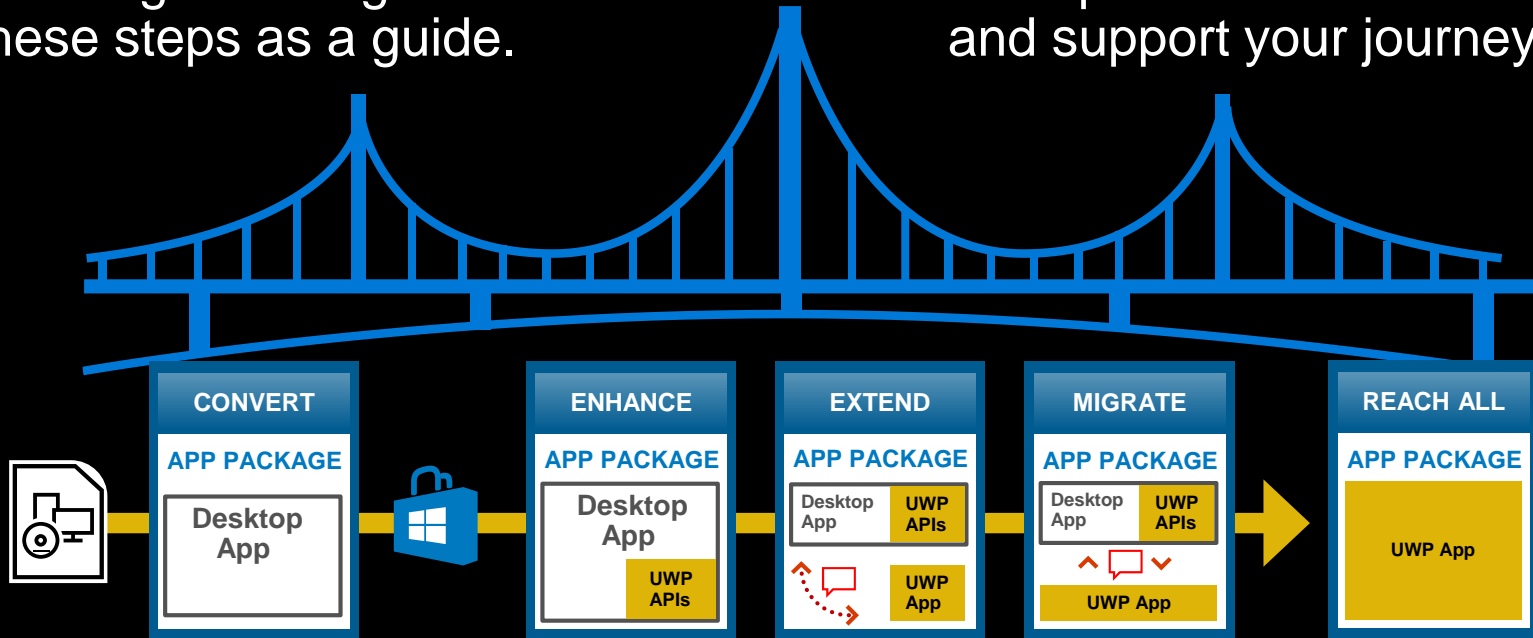 these steps as a guide.
and support your journey
CONVERT
APP PACKAGE
Desktop
App
ENHANCE
APP PACKAGE
Desktop
App
UWP
APIs
EXTEND
APP PACKAGE
Desktop
App
UWP
APIs
UWP
App
MIGRATE
APP PACKAGE
Desktop
App
UWP
APIs
UWP App
REACH ALL
APP PACKAGE
UWP App